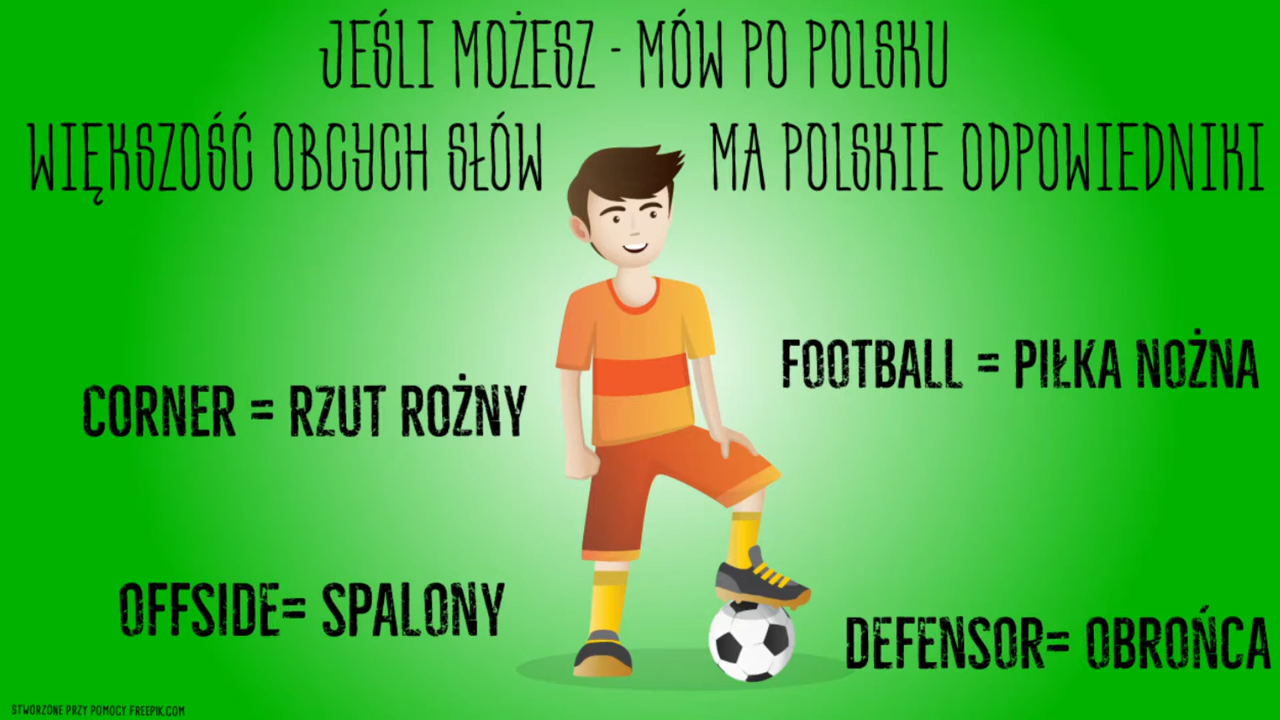 JEŚLI MOŻESZ - MÓW PO POLSKU
WIĘKSZOŚĆ OBCYCH SŁÓW MA POLSKIE ODPOWIEDNIKI
FOOTBALL = PIŁKA NOŻNA
CORNER = RZUT ROŻNY
OFFSIDE= SPALONY
DEFENSOR= OBROŃCA
STWORZONE PRZY POMOCY FREEPIK.COM